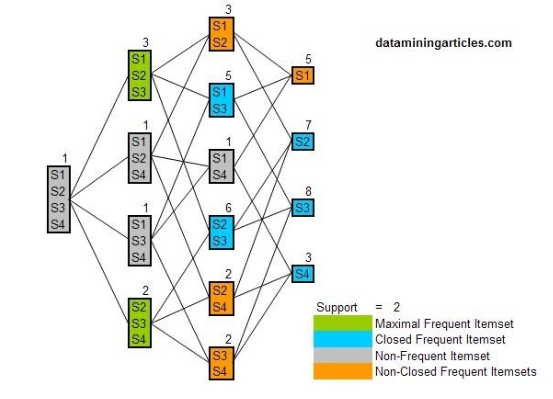 3
S1
S2
datamining​articles.com
3
S1
S2
S3
5
S1
5
S1
S3
7
S2
1
S1
S2
S4
1
S1
S4
1
S1
S2
S3
S4
8
S3
1
S1
S3
S4
6
S2
S3
3
S4
2
S2
S4
2
S2
S3
S4
2
S3
S4
Support = 2
Maximal Frequent Itemset
Closed Frequent Itemset
Non-Frequent Itemset
Non-Closed Frequent Itemsets